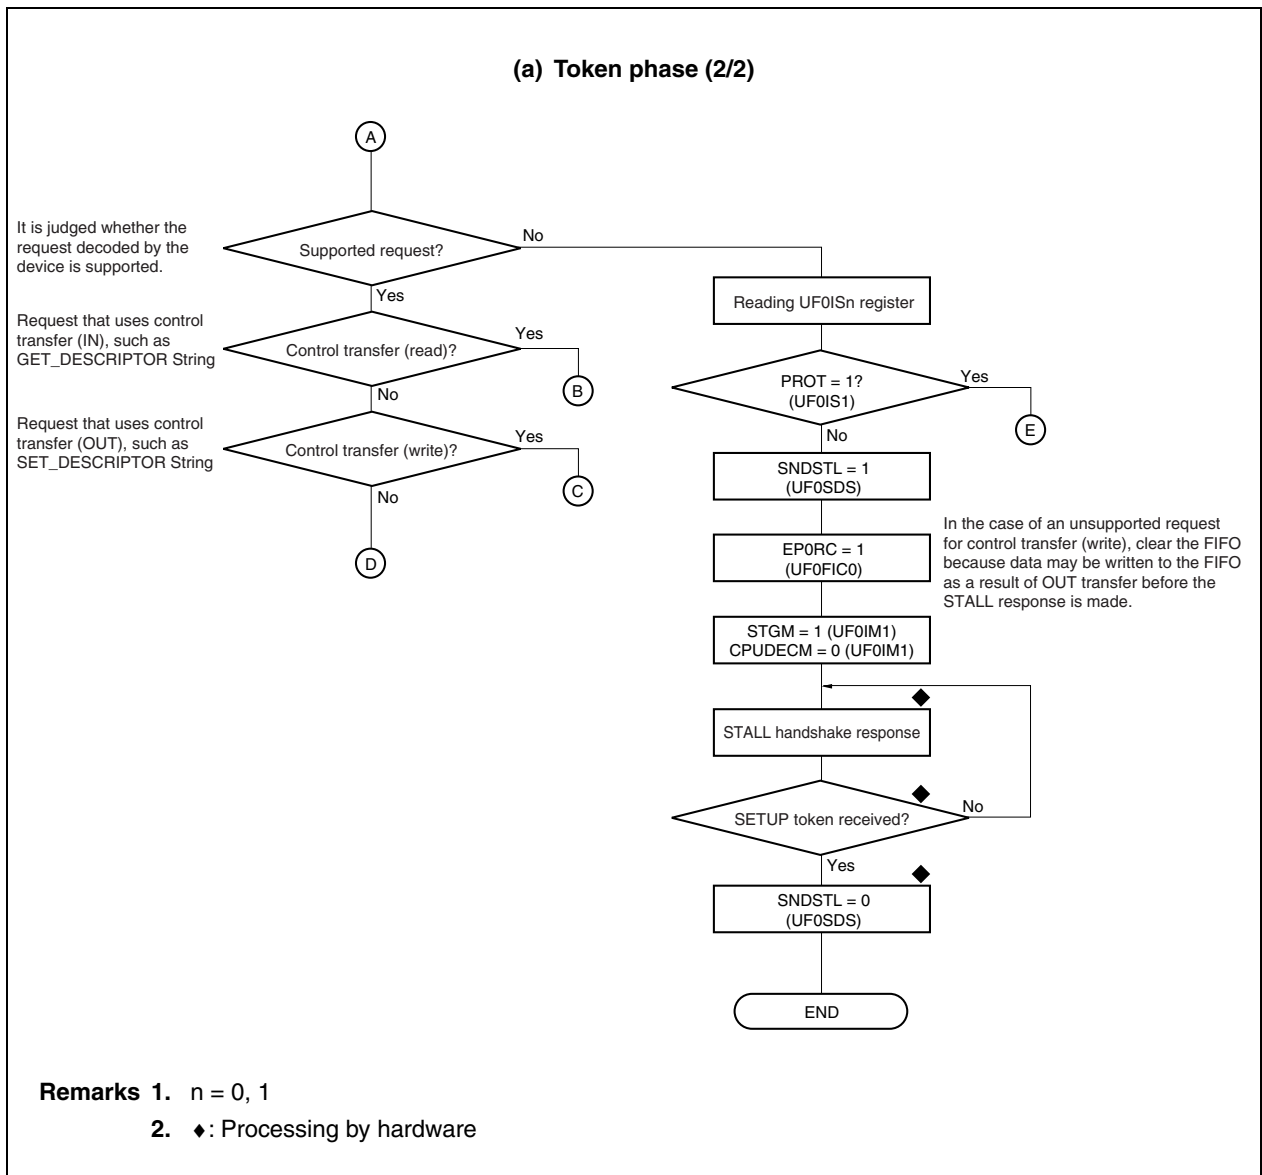 (a) Token phase (2/2)
A
It is judged whether the
request decoded by the
device is supported.
Supported request?
No
Yes
Reading UF0ISn register
Request that uses control
transfer (IN), such as
GET_DESCRIPTOR String
Control transfer (read)?
Yes
B
No
PROT = 1?
(UF0IS1)
Yes
E
No
Request that uses control
transfer (OUT), such as
SET_DESCRIPTOR String
Control transfer (write)?
Yes
C
No
D
SNDSTL = 1
(UF0SDS)
EP0RC = 1
(UF0FIC0)
In the case of an unsupported request
for control transfer (write), clear the FIFO
because data may be written to the FIFO
as a result of OUT transfer before the
STALL response is made.
STGM = 1 (UF0IM1)
CPUDECM = 0 (UF0IM1)
STALL handshake response
SETUP token received?
No
Yes
SNDSTL = 0
(UF0SDS)
END
Remarks 1. n = 0, 1
2. ♦: Processing by hardware